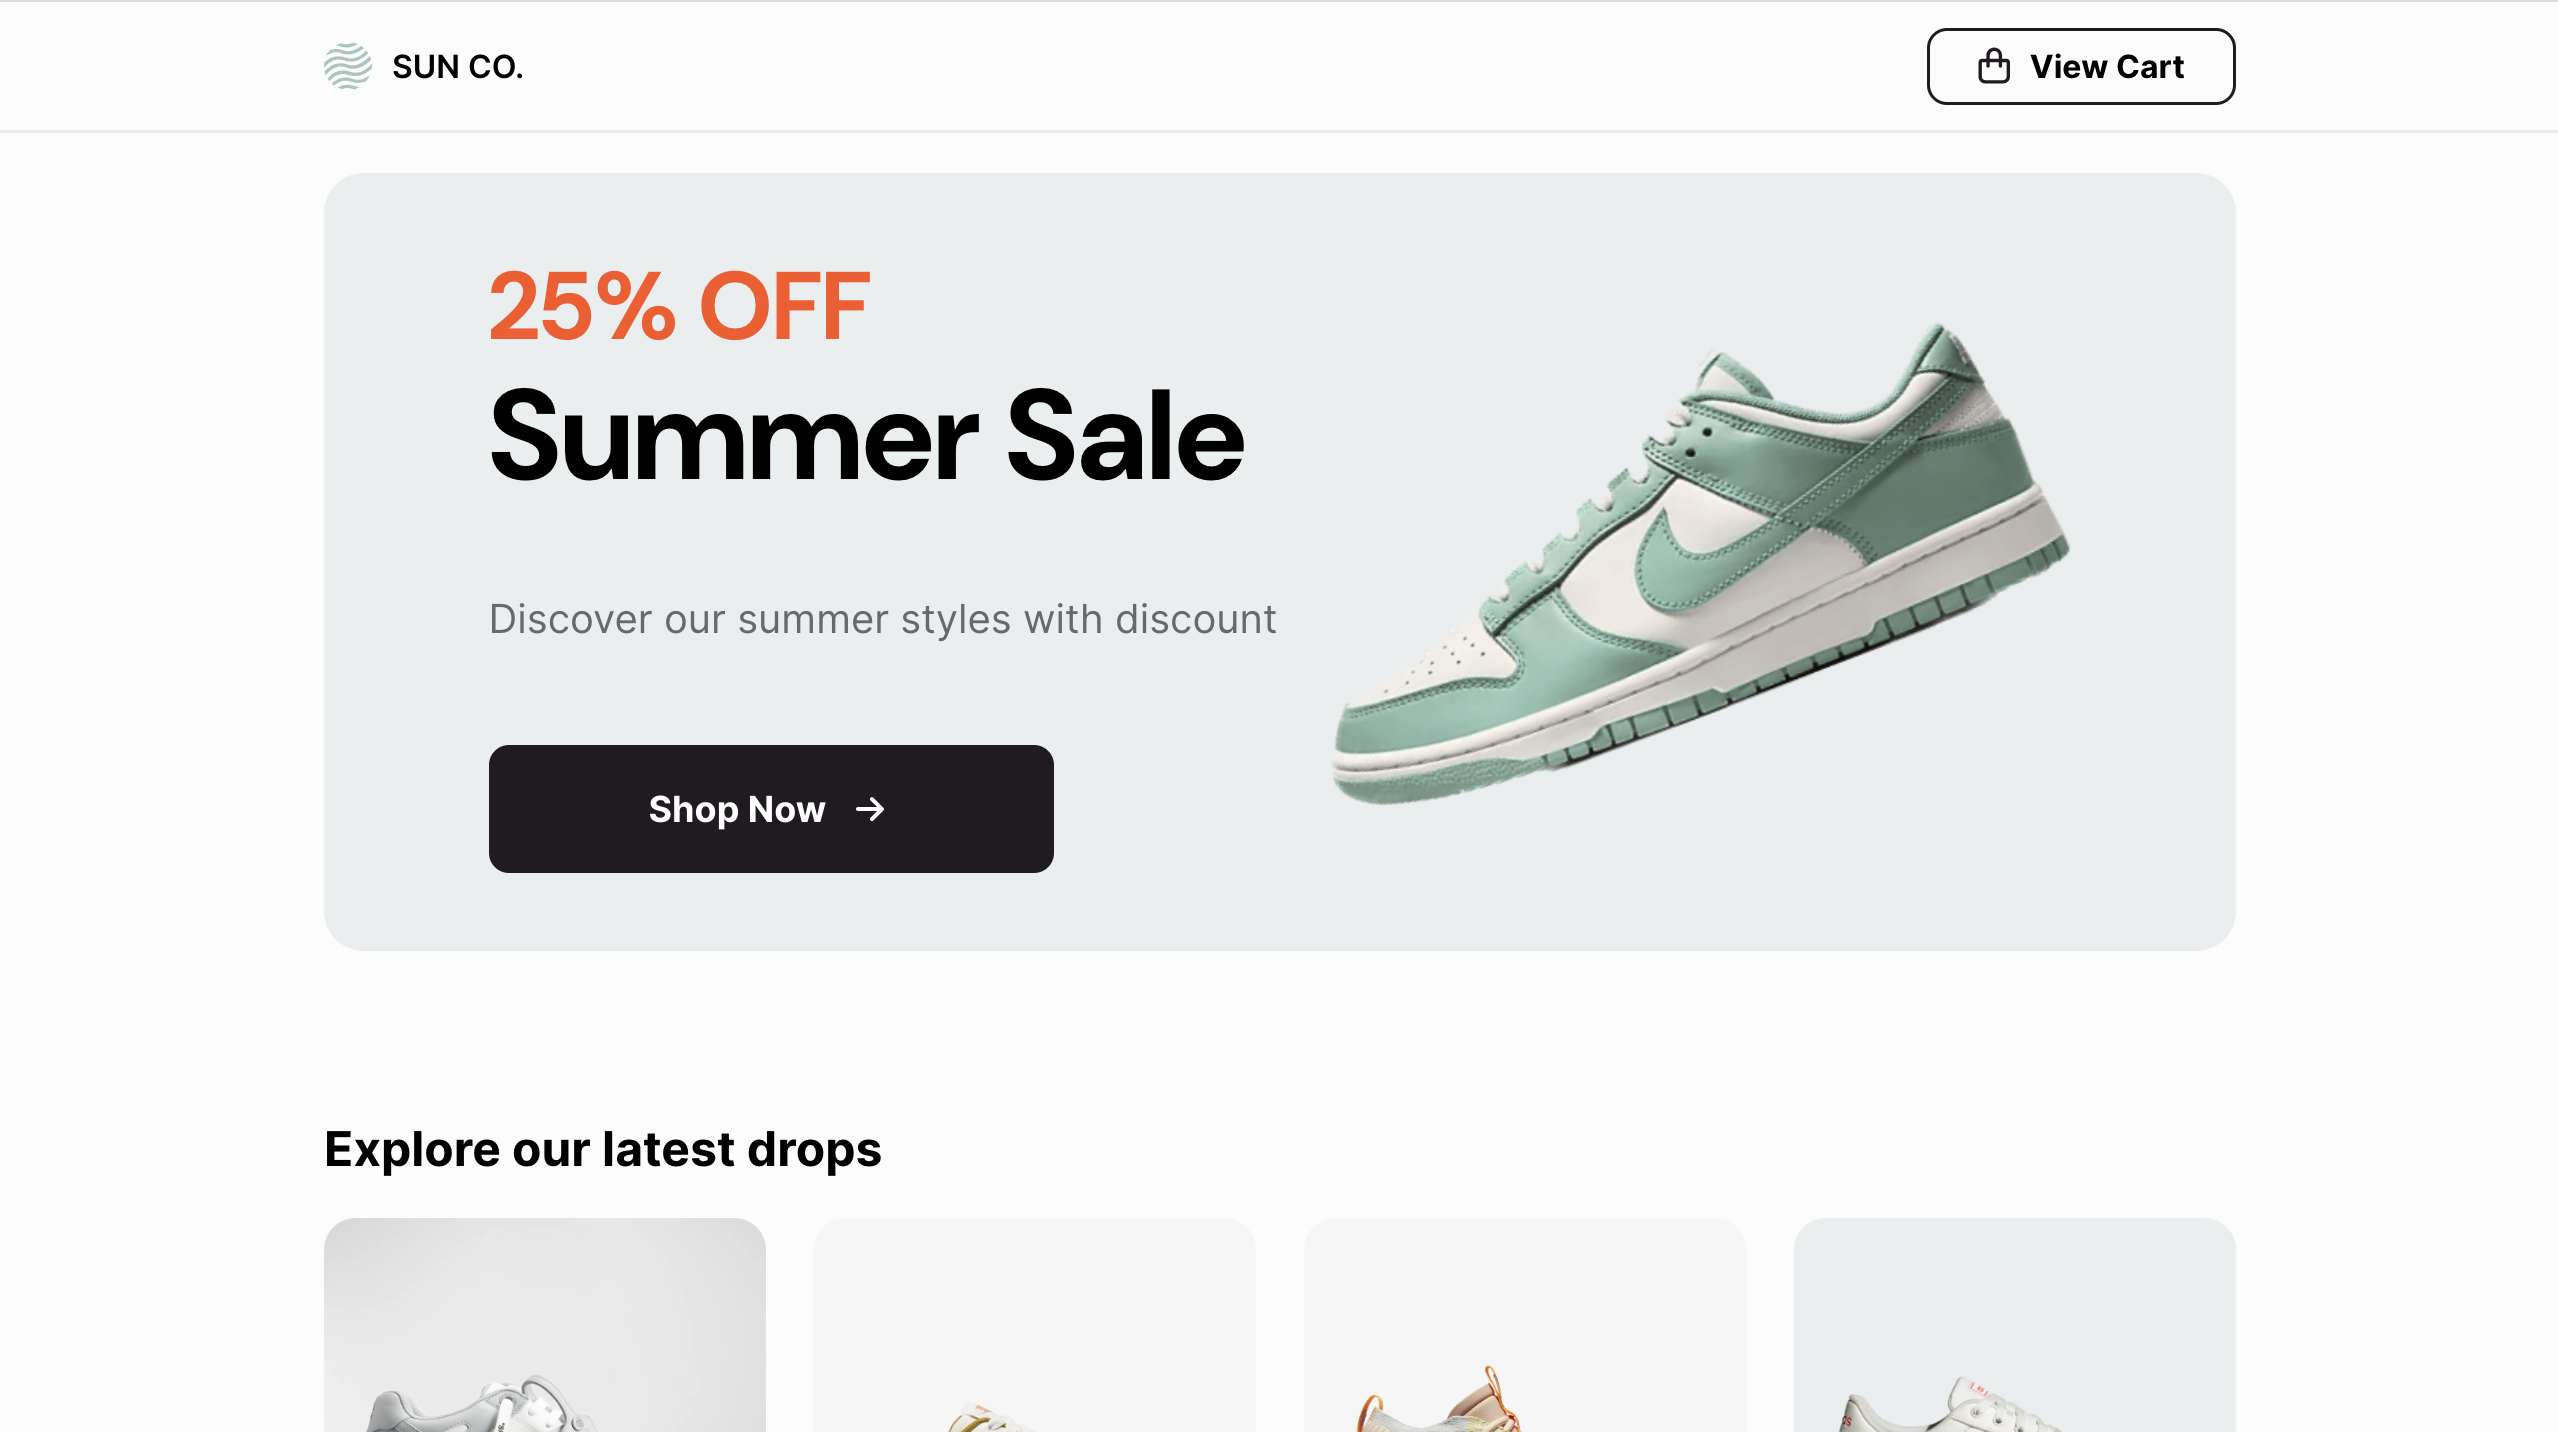 SUN CO.
View Cart
25% OFF
Summer Sale
Discover our summer styles with discount
Shop Now
Explore our latest drops